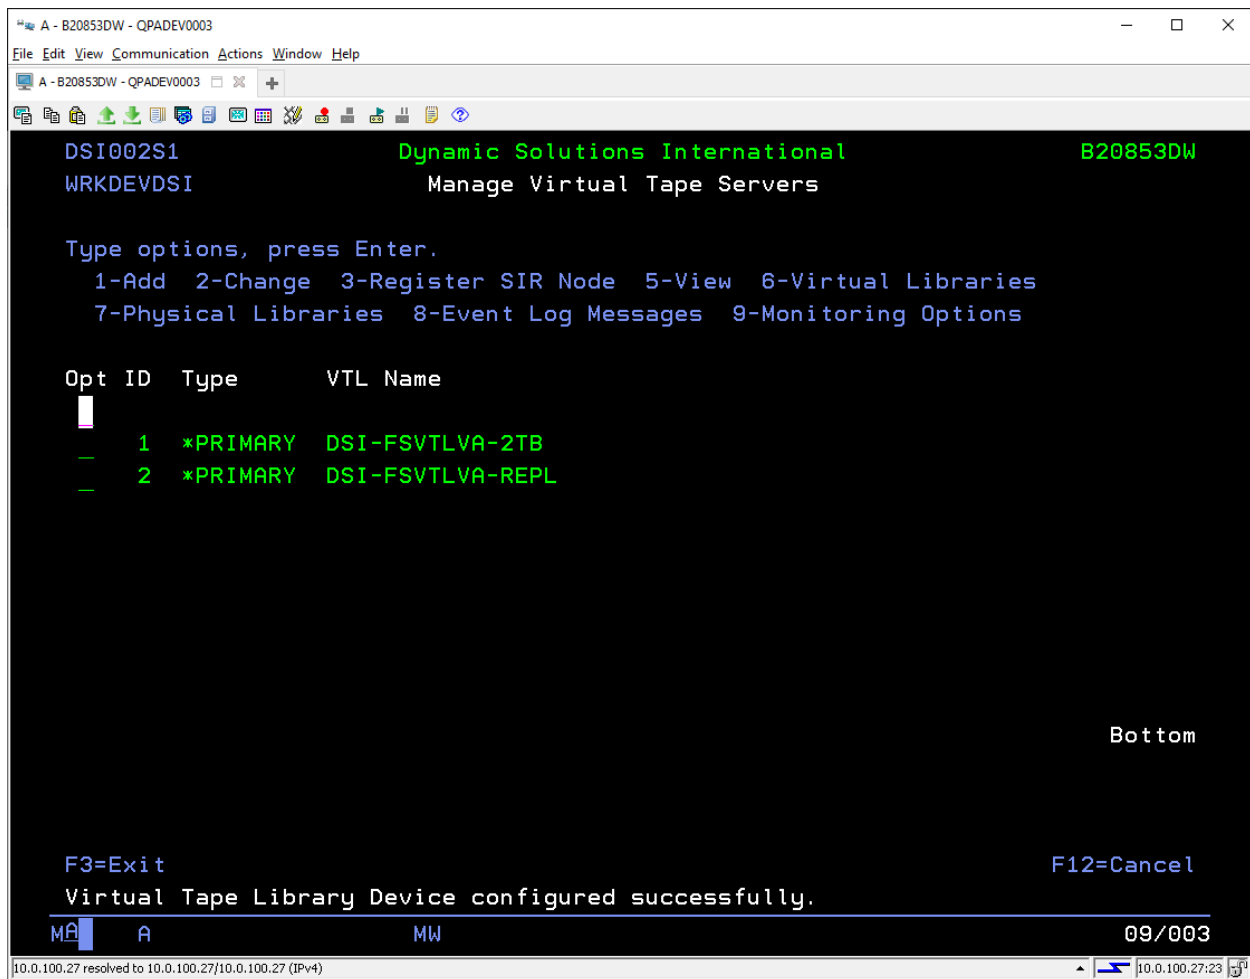 A - B20853DW - QPADEV0003
File Edit View Communication Actions Window Help
A - B20853DW - QPADEV0003
DSI002S1 Dynamic Solutions International B20853DW
WRKDEVDSI Manage Virtual Tape Servers
Type options, press Enter.
1-Add 2-Change 3-Register SIR Node 5-View 6-Virtual Libraries
7-Physical Libraries 8-Event Log Messages 9-Monitoring Options
Opt ID Type VTL Name
_ 1 *PRIMARY DSI-FSVTLVA-2TB
_ 2 *PRIMARY DSI-FSVTLVA-REPL
Bottom
F3=Exit F12=Cancel
Virtual Tape Library Device configured successfully.
MA A MW 09/003
10.0.100.27 resolved to 10.0.100.27/10.0.100.27 (IPv4) 10.0.100.27:23